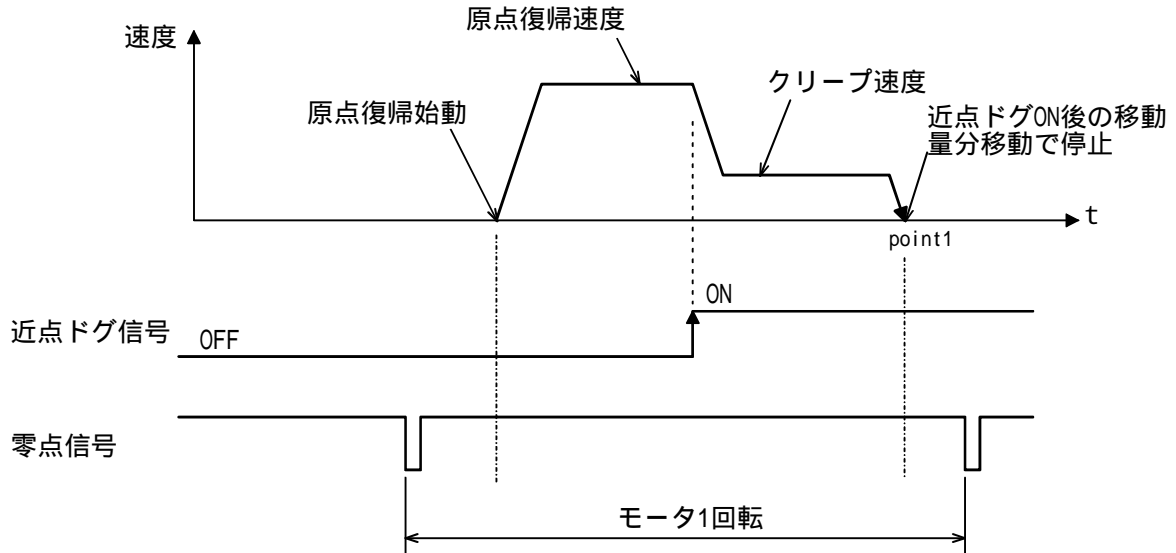 原点復帰速度
速度
クリープ速度
原点復帰始動
近点ドグON後の移動
量分移動で停止
t
point1
ON
近点ドグ信号
OFF
零点信号
モータ1回転